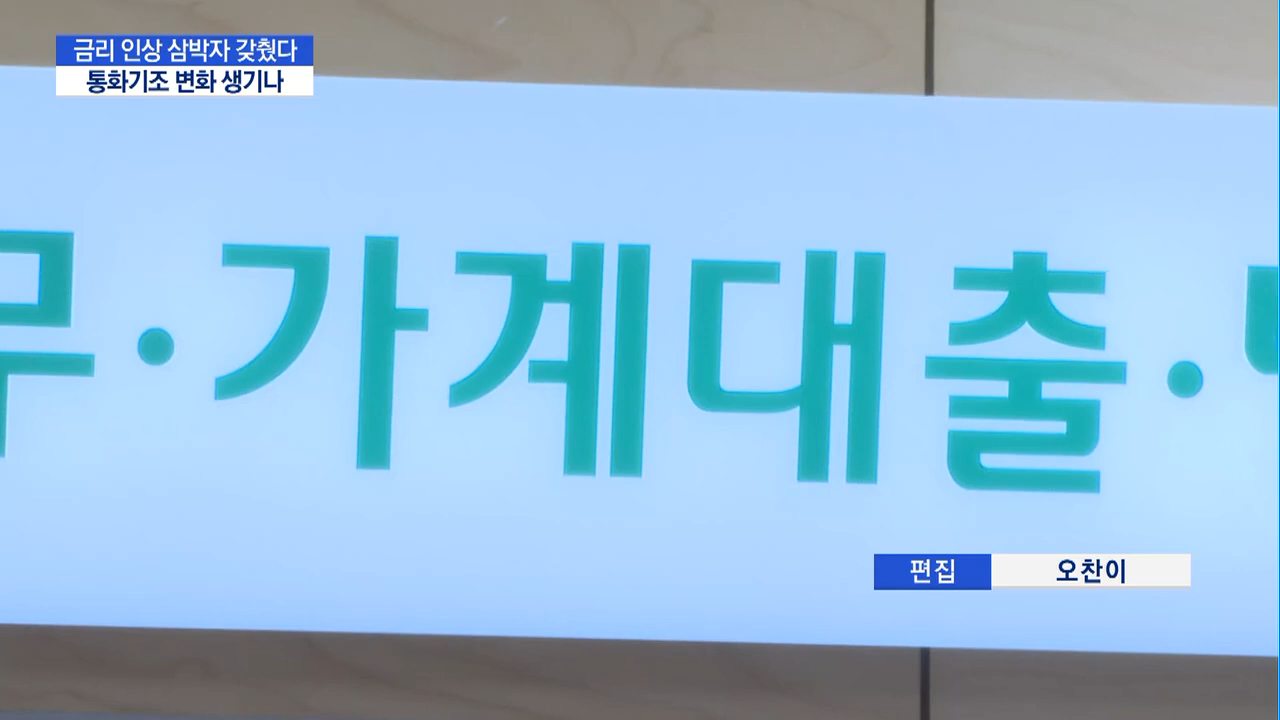 금리 인상 삼박자 갖췄다
통화기조 변화 생기나
무·가계대출·
편집 오찬이